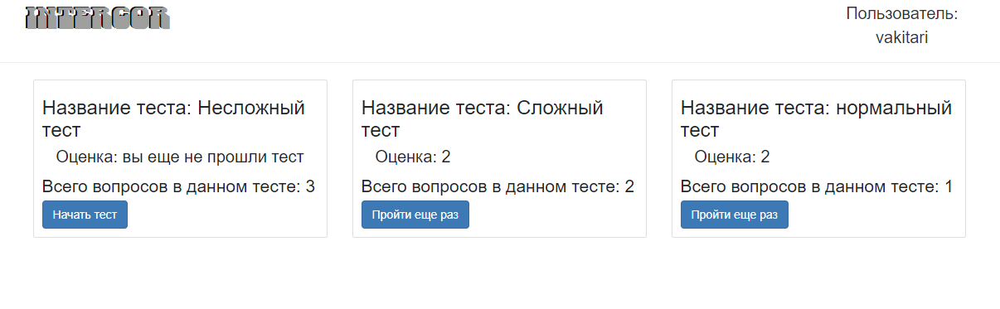 INTERCOR
Пользователь:
vakitari
Название теста: Несложный
тест
Оценка: вы еще не прошли тест
Всего вопросов в данном тесте: 3
Начать тест
Название теста: Сложный
тест
Оценка: 2
Всего вопросов в данном тесте: 2
Пройти еще раз
Название теста: нормальный
тест
Оценка: 2
Всего вопросов в данном тесте: 1
Пройти еще раз